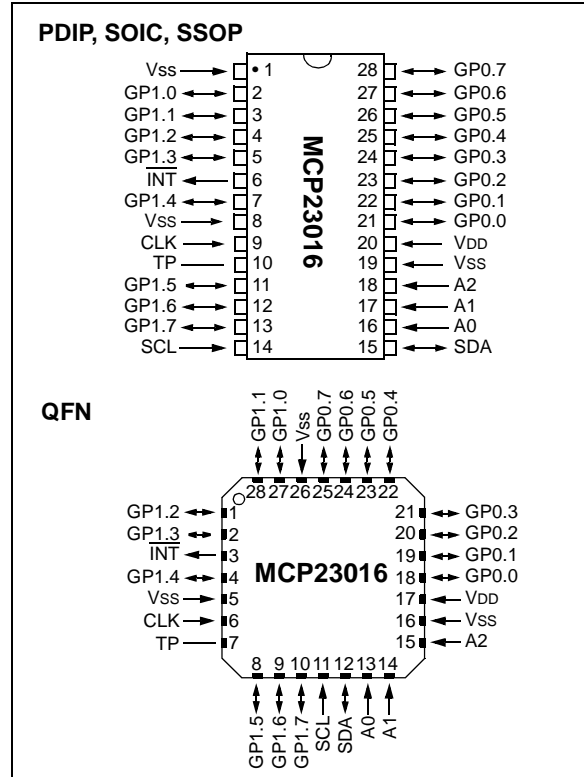 PDIP, SOIC, SSOP
VSS 1 28 GP0.7
GP1.0 2 27 GP0.6
GP1.1 3 26 GP0.5
GP1.2 4 25 GP0.4
GP1.3 5 24 GP0.3
INT 6 23 GP0.2
GP1.4 7 22 GP0.1
VSS 8 21 GP0.0
CLK 9 20 VDD
TP 10 19 VSS
GP1.5 11 18 A2
GP1.6 12 17 A1
GP1.7 13 16 A0
SCL 14 15 SDA
MCP23016
QFN
GP1.1 GP1.0 VSS GP0.7 GP0.6 GP0.5 GP0.4
28 27 26 25 24 23 22
GP1.2 1 21 GP0.3
GP1.3 2 20 GP0.2
INT 3 19 GP0.1
GP1.4 4 18 GP0.0
VSS 5 17 VDD
CLK 6 16 VSS
TP 7 15 A2
MCP23016
8 9 10 11 12 13 14
GP1.5 GP1.6 GP1.7 SCL SDA A0 A1